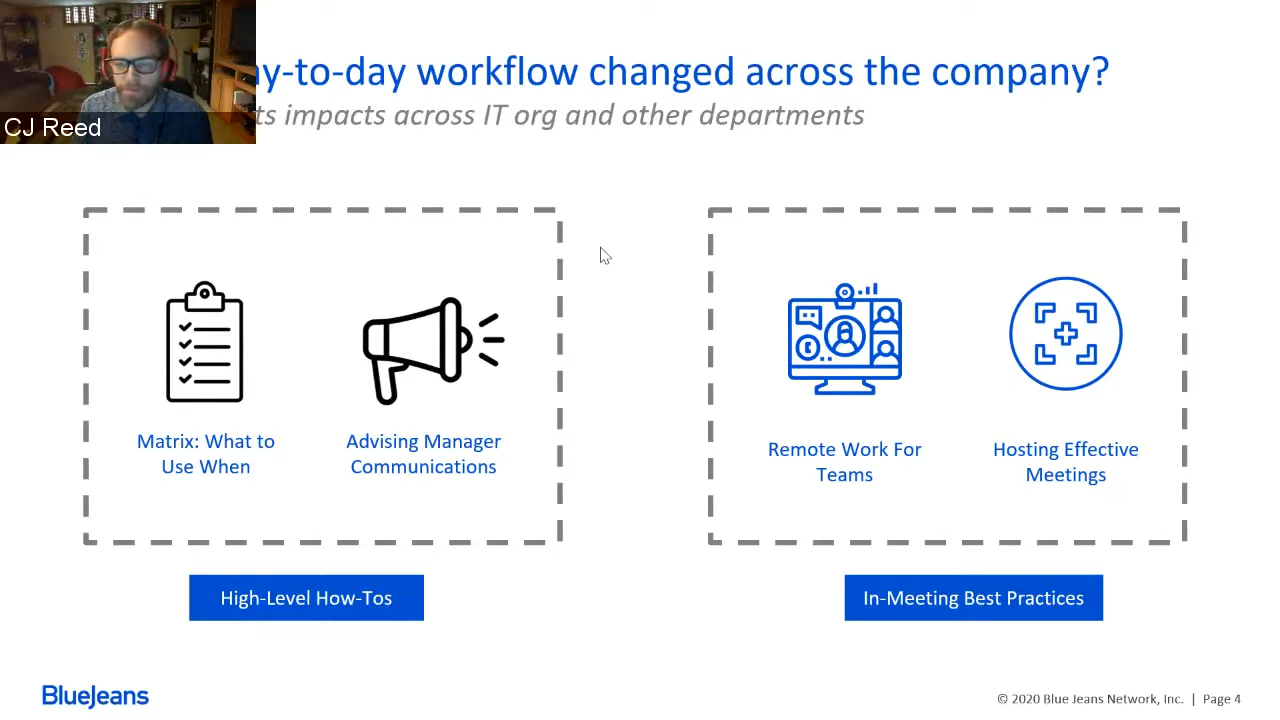 ay-to-day workflow changed across the company?
ts impacts across IT org and other departments
CJ Reed
Matrix: What to
Use When
Advising Manager
Communications
Remote Work For
Teams
Hosting Effective
Meetings
High-Level How-Tos
In-Meeting Best Practices
BlueJeans
© 2020 Blue Jeans Network, Inc. | Page 4